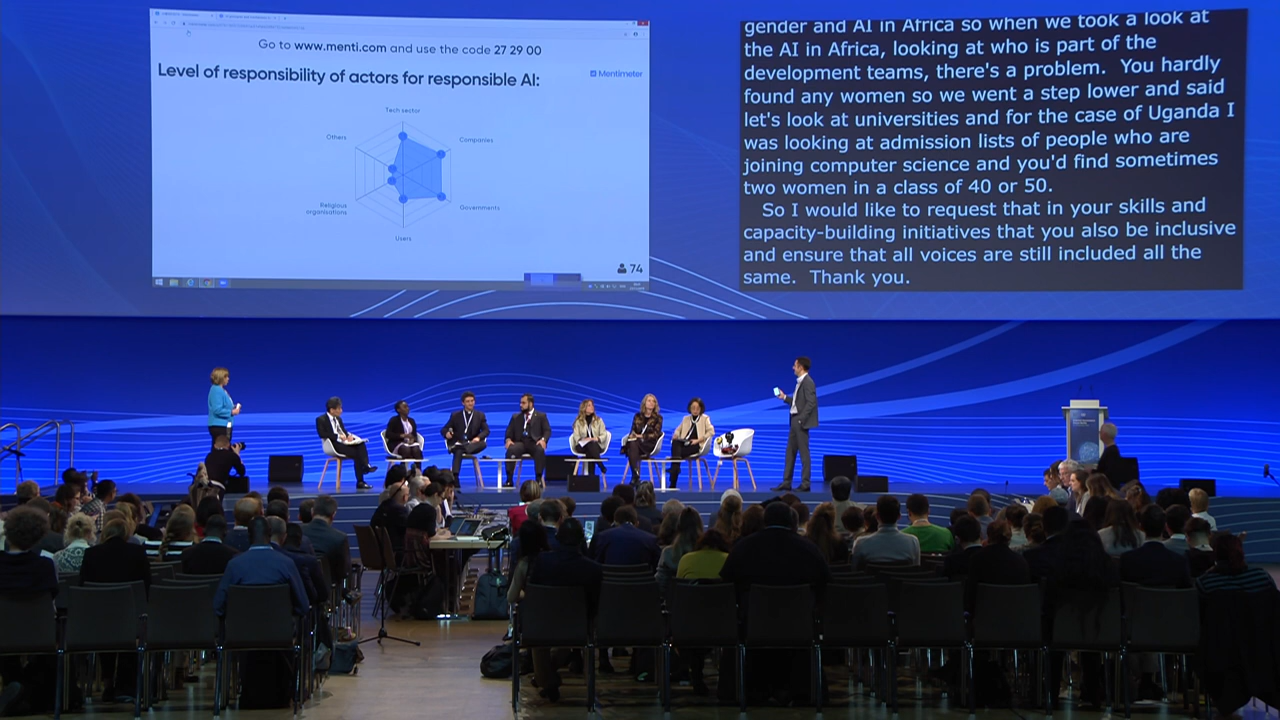 Go to www.menti.com and use the code 27 29 00
Level of responsibility of actors for responsible AI:
Mentimeter
Tech sector
Others
Companies
Religious
organisations
Governments
Users
74
gender and AI in Africa so when we took a look at
the AI in Africa, looking at who is part of the
development teams, there's a problem.  You hardly
found any women so we went a step lower and said
let's look at universities and for the case of Uganda I
was looking at admission lists of people who are
joining computer science and you'd find sometimes
two women in a class of 40 or 50.
So I would like to request that in your skills and
capacity-building initiatives that you also be inclusive
and ensure that all voices are still included all the
same.  Thank you.